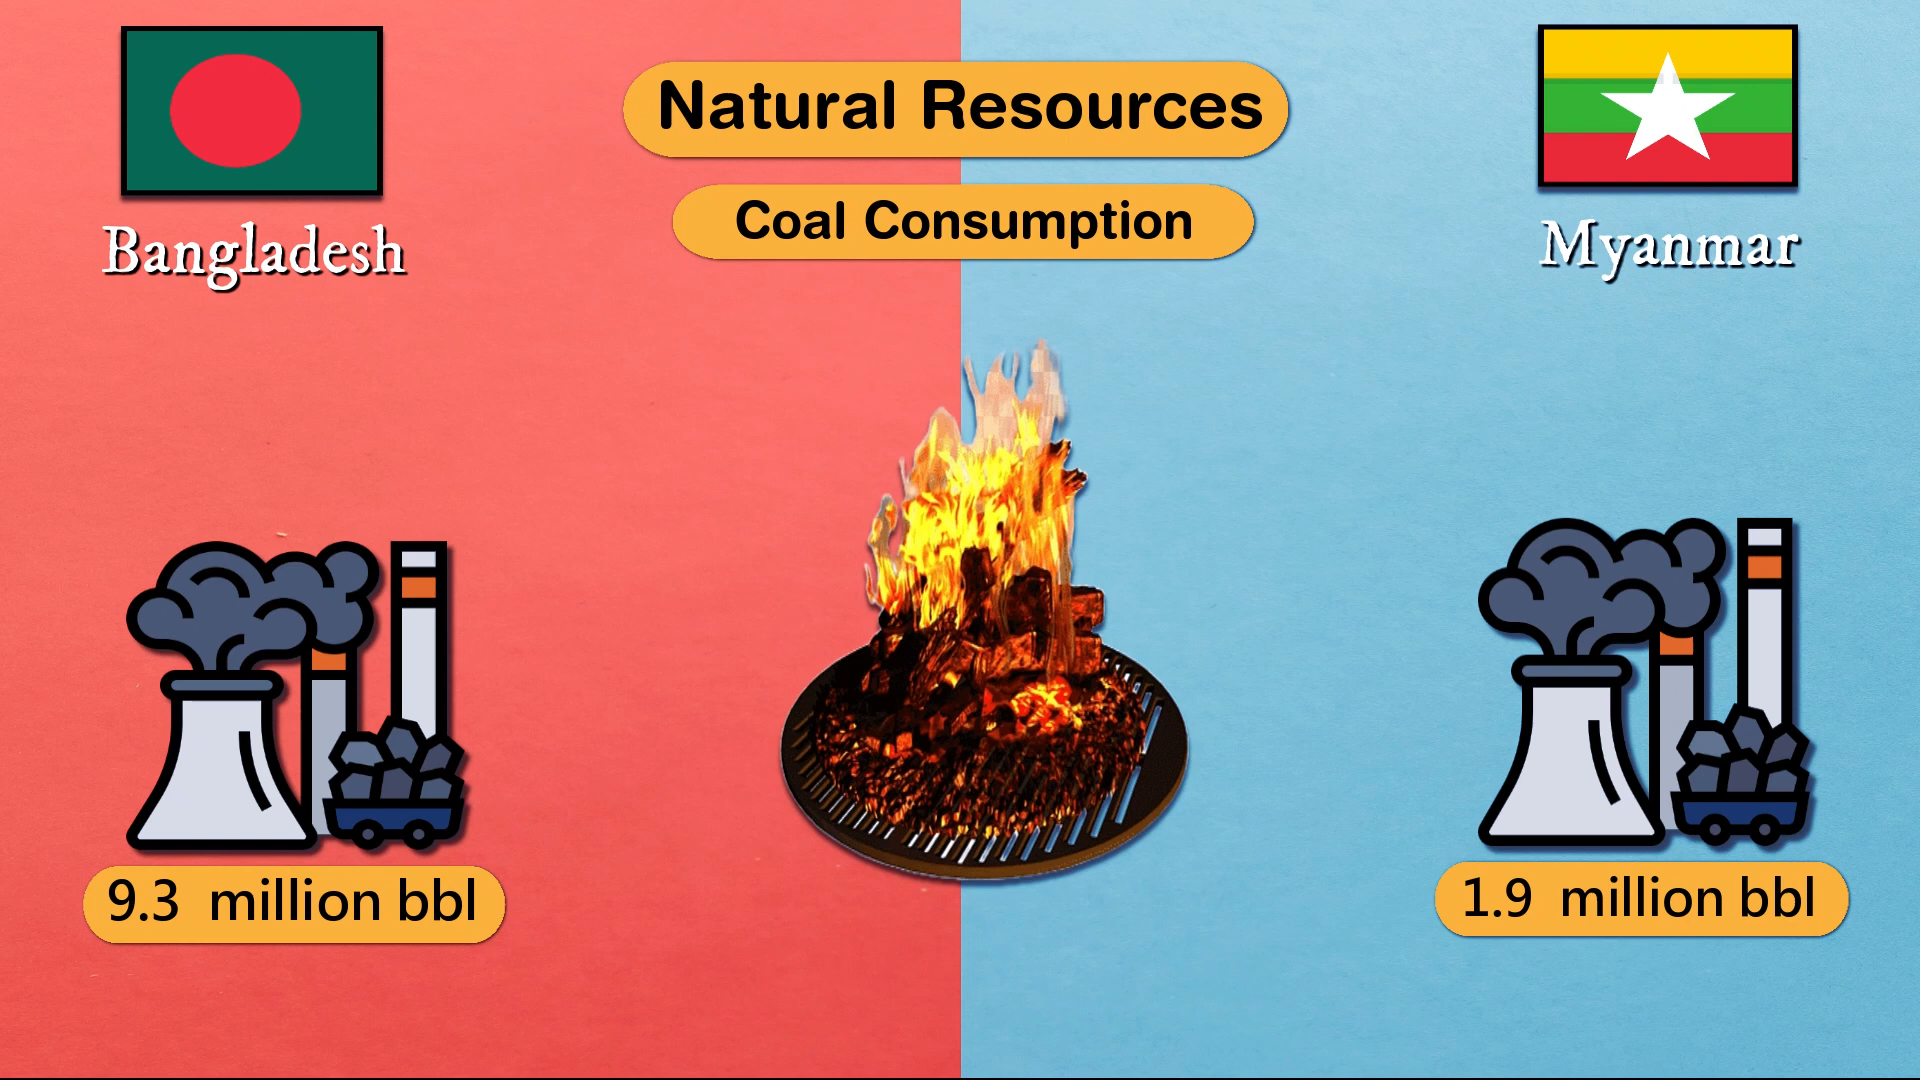 Natural Resources
Coal Consumption
Bangladesh
Myanmar
9.3 million bbl
1.9 million bbl